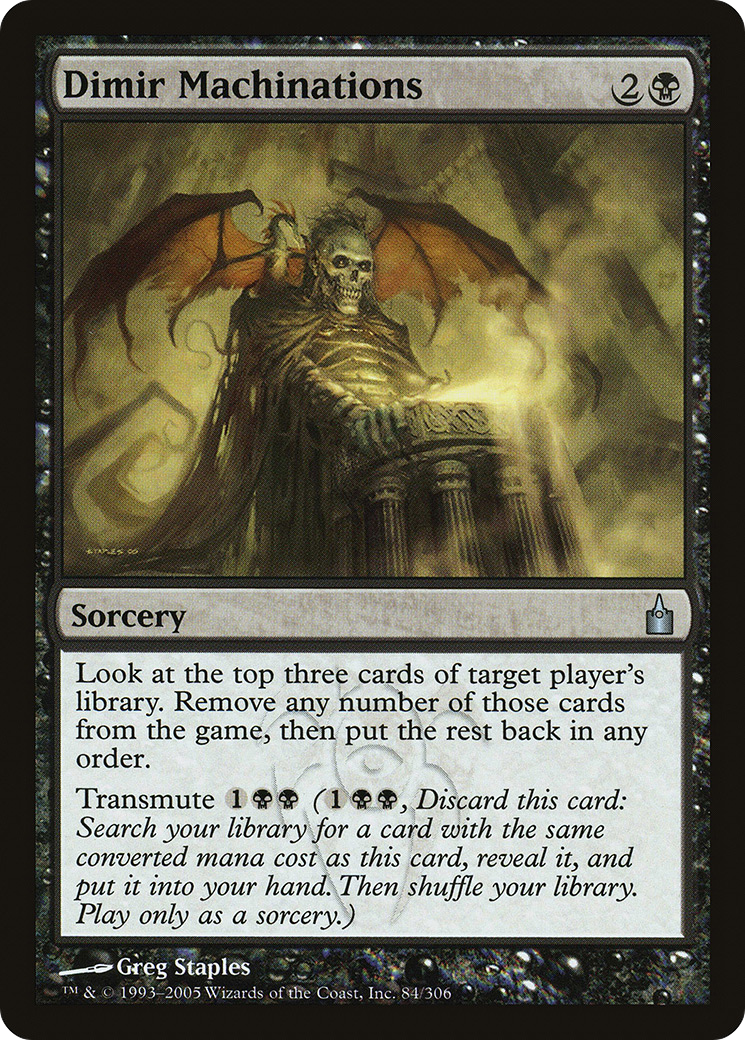 Dimir Machinations 2
STAPLES 05
Sorcery
Look at the top three cards of target player's
library. Remove any number of those cards
from the game, then put the rest back in any
order.
Transmute 1 (1, Discard this card:
Search your library for a card with the same
converted mana cost as this card, reveal it, and
put it into your hand. Then shuffle your library.
Play only as a sorcery.)
Greg Staples
™ & © 1993–2005 Wizards of the Coast, Inc. 84/306